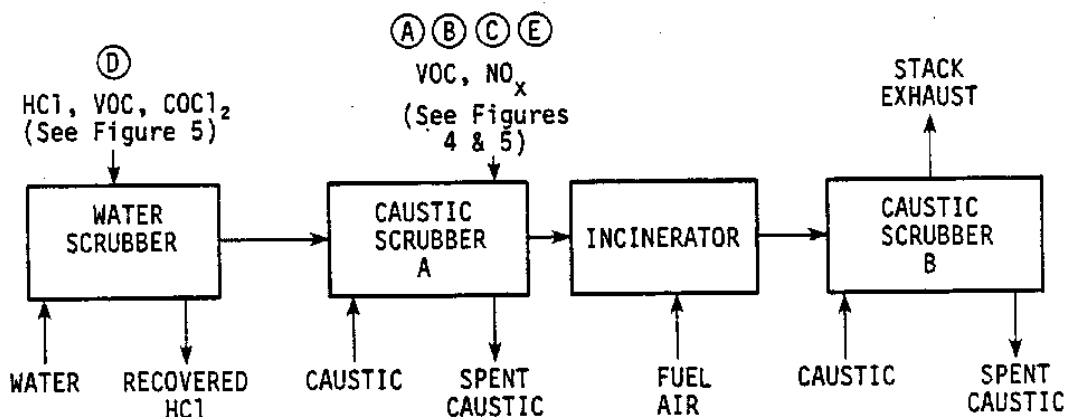 Ⓐ Ⓑ Ⓒ Ⓔ
Ⓓ
VOC, NOx
HCl, VOC, COCl2
(See Figure 5)
(See Figures
4 & 5)
STACK
EXHAUST
WATER
SCRUBBER
CAUSTIC
SCRUBBER
A
INCINERATOR
CAUSTIC
SCRUBBER
B
WATER
RECOVERED
HCl
CAUSTIC
SPENT
CAUSTIC
FUEL
AIR
CAUSTIC
SPENT
CAUSTIC